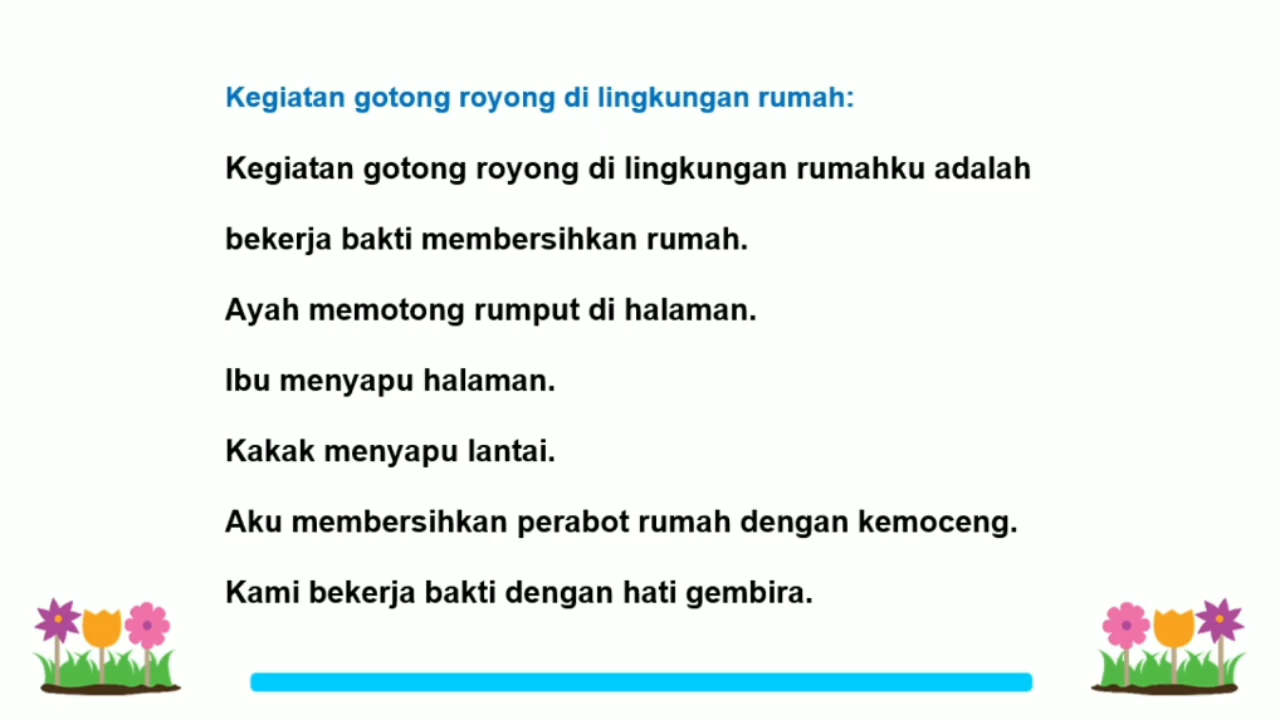 Kegiatan gotong royong di lingkungan rumah:
Kegiatan gotong royong di lingkungan rumahku adalah
bekerja bakti membersihkan rumah.
Ayah memotong rumput di halaman.
Ibu menyapu halaman.
Kakak menyapu lantai.
Aku membersihkan perabot rumah dengan kemoceng.
Kami bekerja bakti dengan hati gembira.